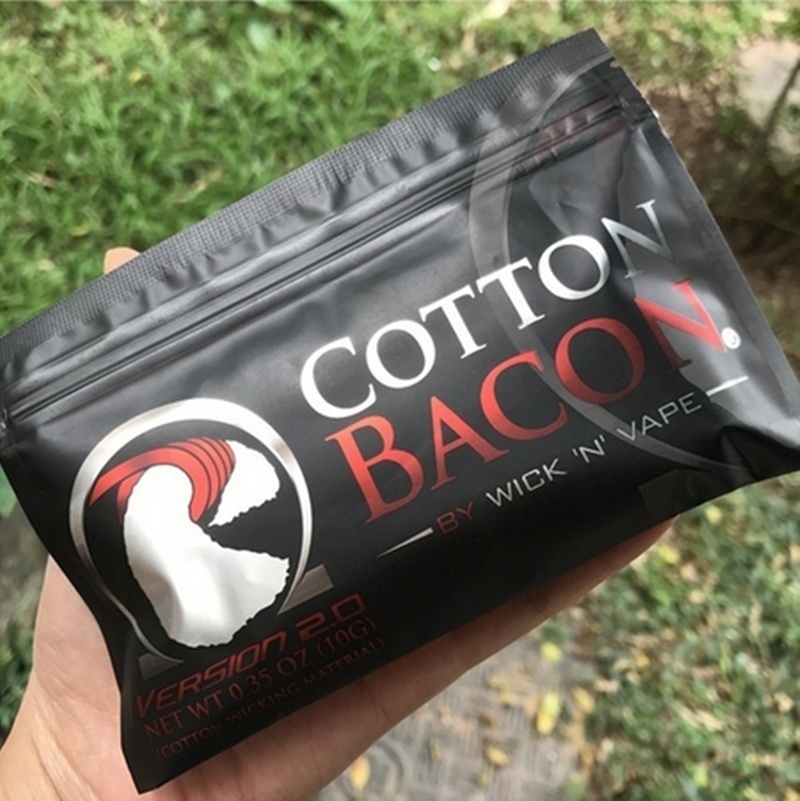 COTTON
BACON®
BY WICK 'N' VAPE
VERSION 2.0
NET WT 0.35 OZ (10G)
(COTTON WICKING MATERIAL)